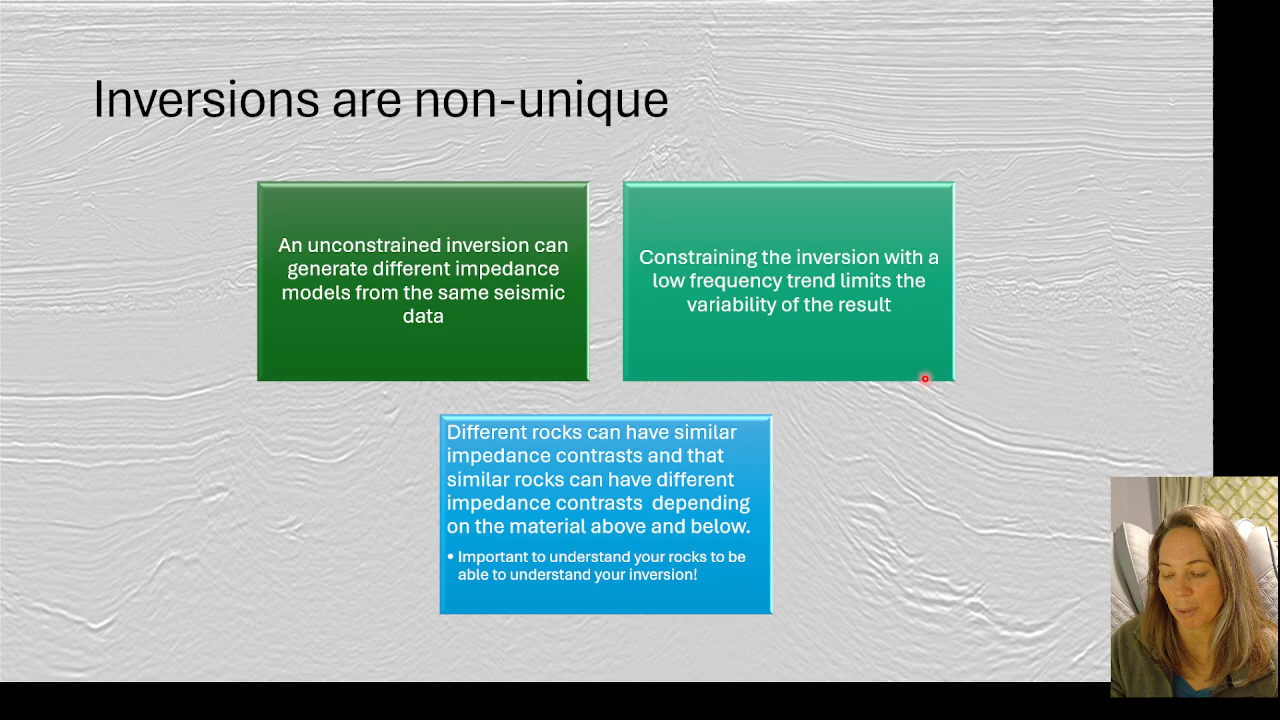 Inversions are non-unique
An unconstrained inversion can
generate different impedance
models from the same seismic
data
Constraining the inversion with a
low frequency trend limits the
variability of the result
Different rocks can have similar
impedance contrasts and that
similar rocks can have different
impedance contrasts  depending
on the material above and below.
• Important to understand your rocks to be
able to understand your inversion!